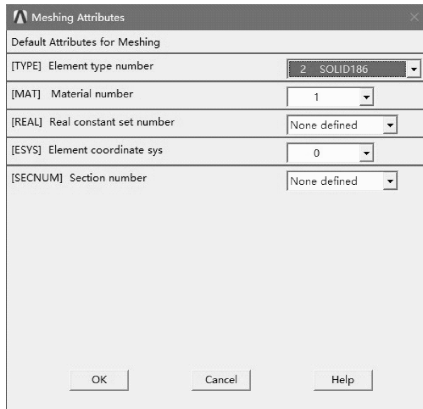 Meshing Attributes
Default Attributes for Meshing
[TYPE] Element type number 2 SOLID186
[MAT] Material number 1
[REAL] Real constant set number None defined
[ESYS] Element coordinate sys 0
[SECNUM] Section number None defined
OK Cancel Help